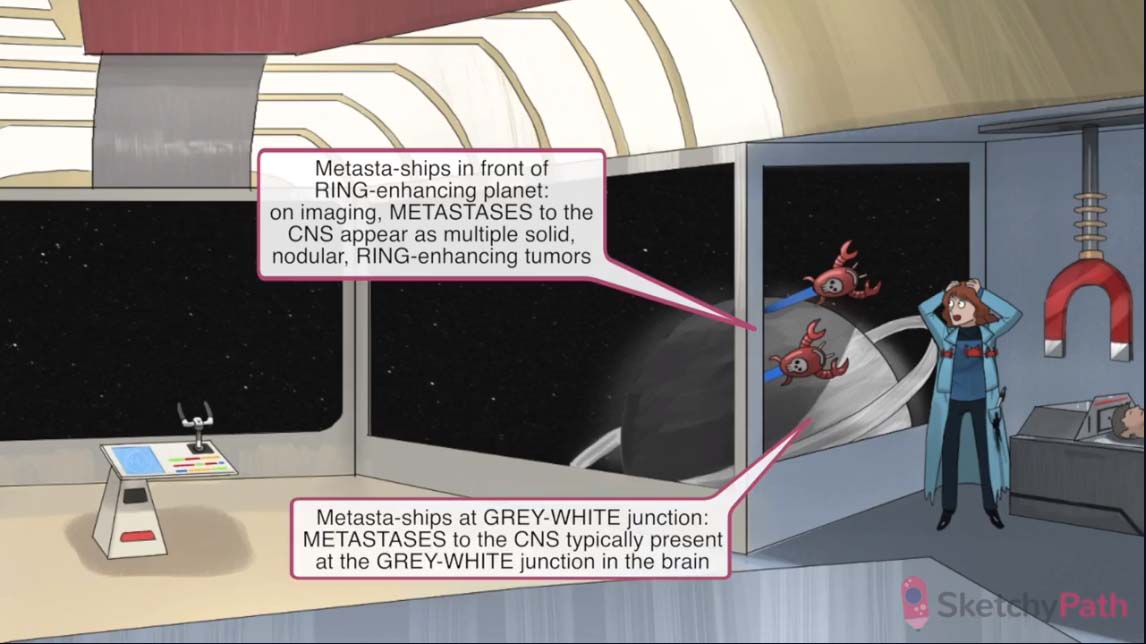 Metasta-ships in front of
RING-enhancing planet:
on imaging, METASTASES to the
CNS appear as multiple solid,
nodular, RING-enhancing tumors
Metasta-ships at GREY-WHITE junction:
METASTASES to the CNS typically present
at the GREY-WHITE junction in the brain
SketchyPath